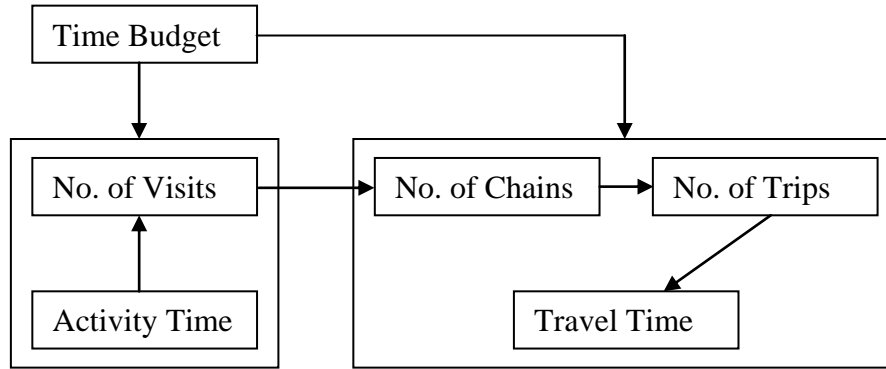 Time Budget
No. of Visits
No. of Chains
No. of Trips
Activity Time
Travel Time